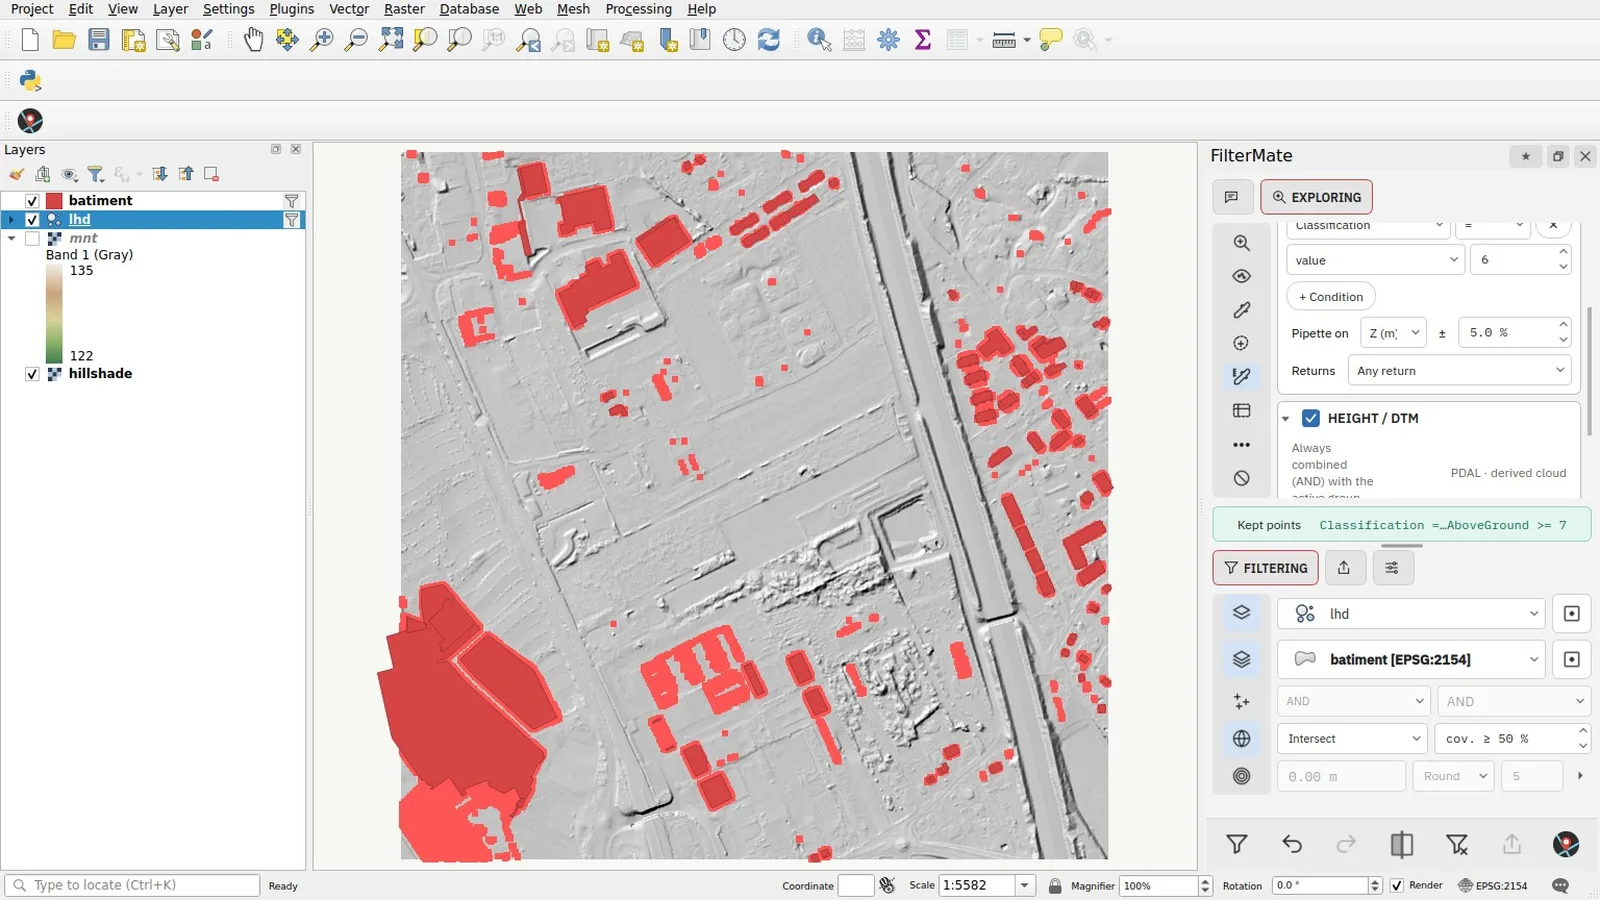 Project Edit View Layer Settings Plugins Vector Raster Database Web Mesh Processing Help
Layers
batiment
lhd
mnt
Band 1 (Gray)
135
122
hillshade
FilterMate
EXPLORING
Classification =
value 6
+ Condition
Pipette on Z (m) ± 5.0 %
Returns Any return
HEIGHT / DTM
Always
combined
(AND) with the
active group
PDAL · derived cloud
Kept points Classification =…AboveGround >= 7
FILTERING
lhd
batiment [EPSG:2154]
AND AND
Intersect cov. ≥ 50 %
0.00 m Round 5
Type to locate (Ctrl+K) Ready Coordinate Scale 1:5582 Magnifier 100% Rotation 0.0 ° Render EPSG:2154